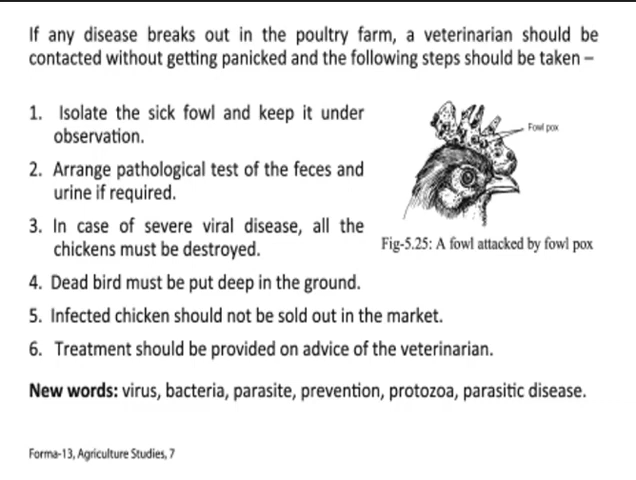 If any disease breaks out in the poultry farm, a veterinarian should be
contacted without getting panicked and the following steps should be taken –
1. Isolate the sick fowl and keep it under
observation.
2. Arrange pathological test of the feces and
urine if required.
3. In case of severe viral disease, all the
chickens must be destroyed.
Fowl pox
Fig-5.25: A fowl attacked by fowl pox
4. Dead bird must be put deep in the ground.
5. Infected chicken should not be sold out in the market.
6. Treatment should be provided on advice of the veterinarian.
New words: virus, bacteria, parasite, prevention, protozoa, parasitic disease.
Forma-13, Agriculture Studies, 7